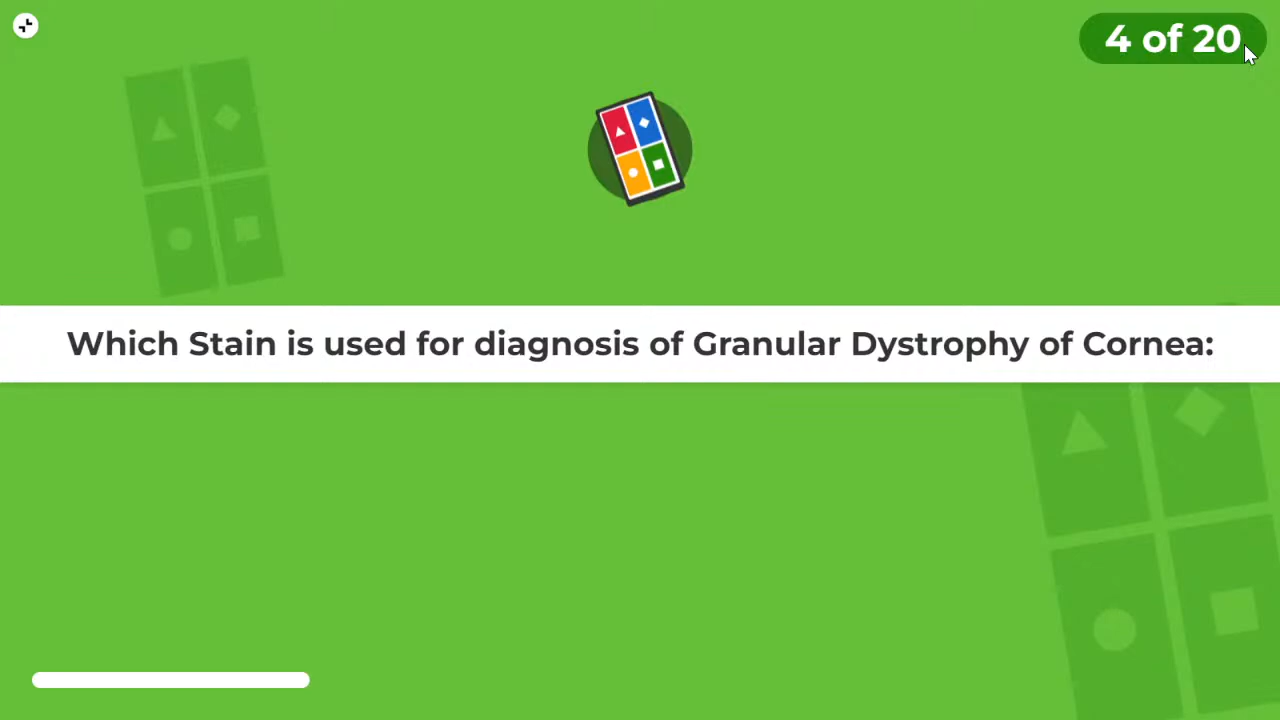 4 of 20
Which Stain is used for diagnosis of Granular Dystrophy of Cornea: